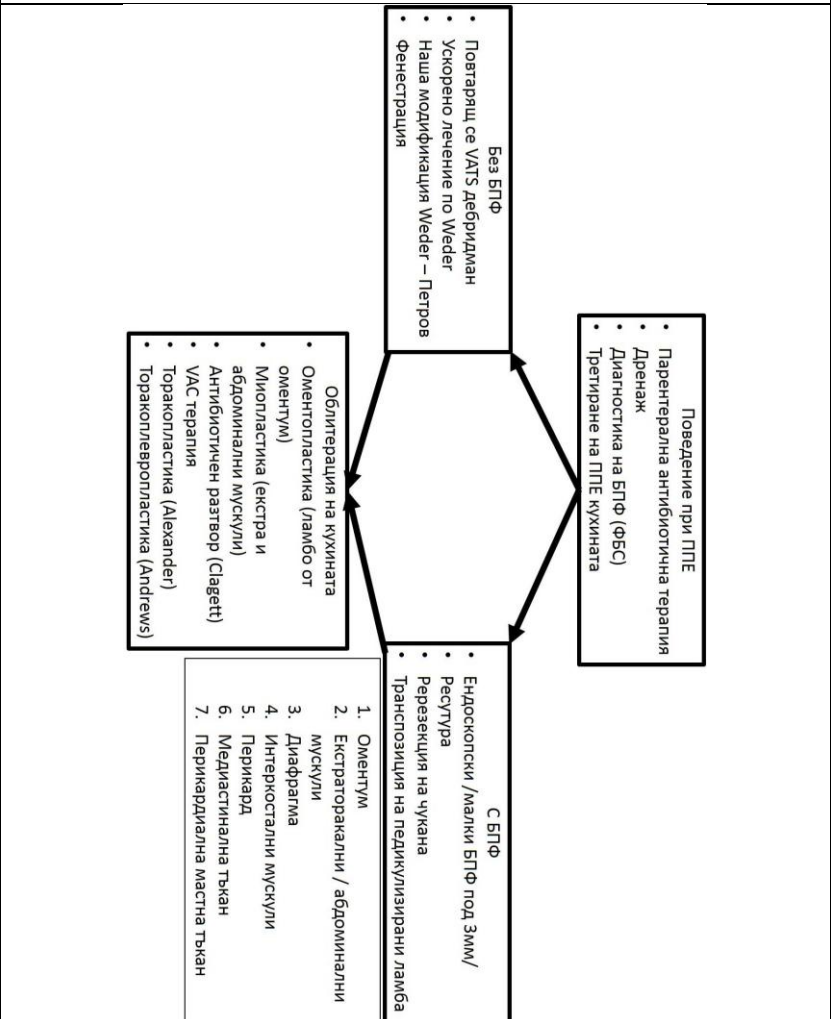 Поведение при ППЕ
• Парентерална антибиотична терапия
• Дренаж
• Диагностика на БПФ (ФБС)
• Третиране на ППЕ кухината
Без БПФ
• Повтарящ се VATS дебридман
• Ускорено лечение по Weder
• Наша модификация Weder – Петров
• Фенестрация
С БПФ
• Ендоскопски /малки БПФ под 3мм/
• Ресутура
• Ререзекция на чукана
• Транспозиция на педикулизирани ламба
Облитерация на кухината
• Оментопластика (ламбо от
оментум)
• Миопластика (екстра и
абдоминални мускули)
• Антибиотичен разтвор (Clagett)
• VAC терапия
• Торакопластика (Alexander)
• Торакоплевропластика (Andrews)
1. Оментум
2. Екстраторакални / абдоминални
мускули
3. Диафрагма
4. Интеркостални мускули
5. Перикард
6. Медиастинална тъкан
7. Перикардиална мастна тъкан